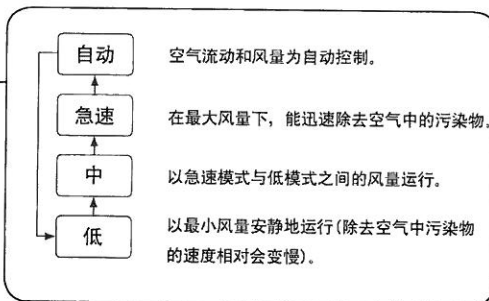 自动
空气流动和风量为自动控制。
急速
在最大风量下，能迅速除去空气中的污染物。
中
以急速模式与低模式之间的风量运行。
低
以最小风量安静地运行(除去空气中污染物
的速度相对会变慢)。